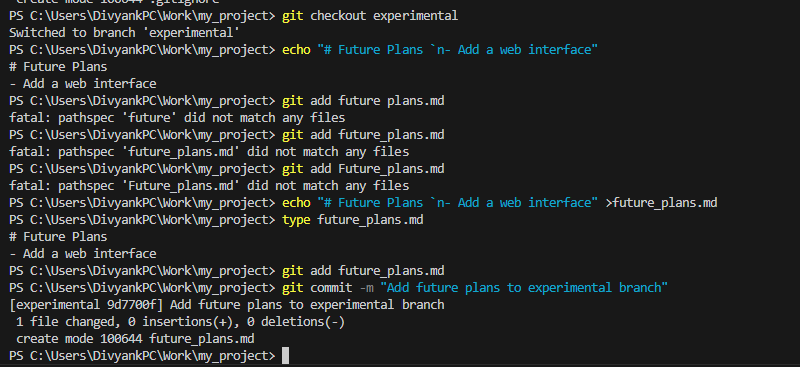 create mode 100644 .gitignore
PS C:\Users\DivyankPC\Work\my_project> git checkout experimental
Switched to branch 'experimental'
PS C:\Users\DivyankPC\Work\my_project> echo "# Future Plans `n- Add a web interface"
# Future Plans
- Add a web interface
PS C:\Users\DivyankPC\Work\my_project> git add future plans.md
fatal: pathspec 'future' did not match any files
PS C:\Users\DivyankPC\Work\my_project> git add future_plans.md
fatal: pathspec 'future_plans.md' did not match any files
PS C:\Users\DivyankPC\Work\my_project> git add Future_plans.md
fatal: pathspec 'Future_plans.md' did not match any files
PS C:\Users\DivyankPC\Work\my_project> echo "# Future Plans `n- Add a web interface" >future_plans.md
PS C:\Users\DivyankPC\Work\my_project> type future_plans.md
# Future Plans
- Add a web interface
PS C:\Users\DivyankPC\Work\my_project> git add future_plans.md
PS C:\Users\DivyankPC\Work\my_project> git commit -m "Add future plans to experimental branch"
[experimental 9d7700f] Add future plans to experimental branch
 1 file changed, 0 insertions(+), 0 deletions(-)
 create mode 100644 future_plans.md
PS C:\Users\DivyankPC\Work\my_project>